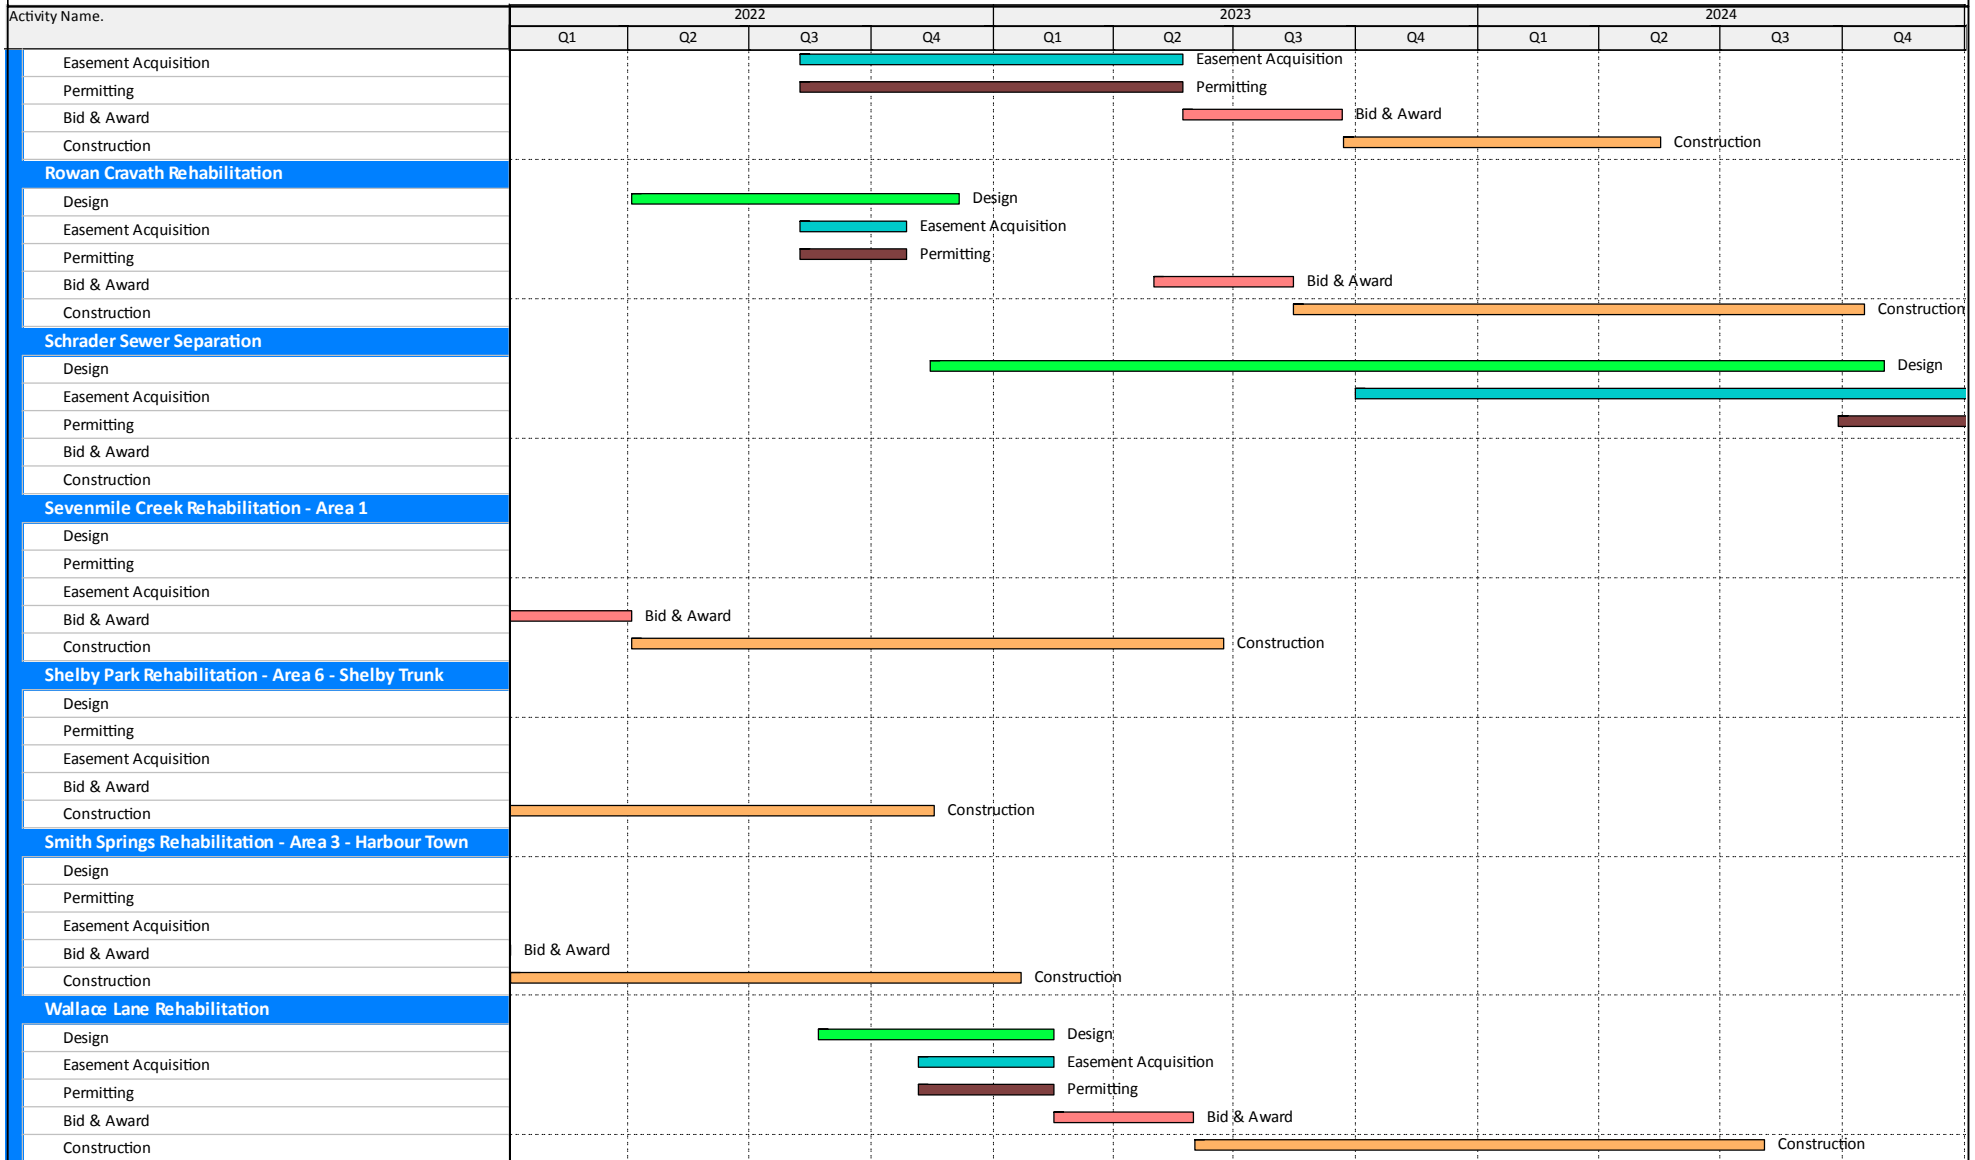 Activity Name.
2022 2023 2024
Q1 Q2 Q3 Q4 Q1 Q2 Q3 Q4 Q1 Q2 Q3 Q4
Easement Acquisition Easement Acquisition
Permitting Permitting
Bid & Award Bid & Award
Construction Construction
Rowan Cravath Rehabilitation
Design Design
Easement Acquisition Easement Acquisition
Permitting Permitting
Bid & Award Bid & Award
Construction Construction
Schrader Sewer Separation
Design Design
Easement Acquisition
Permitting
Bid & Award
Construction
Sevenmile Creek Rehabilitation - Area 1
Design
Permitting
Easement Acquisition
Bid & Award Bid & Award
Construction Construction
Shelby Park Rehabilitation - Area 6 - Shelby Trunk
Design
Permitting
Easement Acquisition
Bid & Award
Construction Construction
Smith Springs Rehabilitation - Area 3 - Harbour Town
Design
Permitting
Easement Acquisition
Bid & Award Bid & Award
Construction Construction
Wallace Lane Rehabilitation
Design Design
Easement Acquisition Easement Acquisition
Permitting Permitting
Bid & Award Bid & Award
Construction Construction